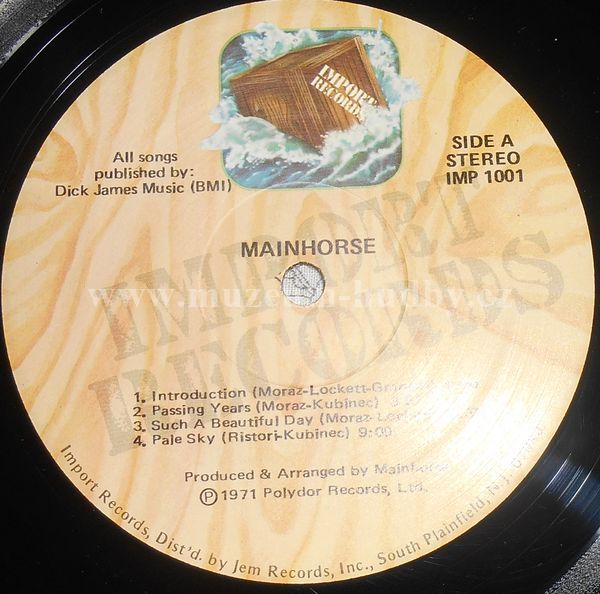 IMPORT
RECORDS
All songs
published by:
Dick James Music (BMI)
SIDE A
STEREO
IMP 1001
MAINHORSE
IMPORT
RECORDS
www.muzeum-hudby.cz
1. Introduction (Moraz-Lockett-
2. Passing Years (Moraz-Kubinec)
3. Such A Beautiful Day (Moraz-
4. Pale Sky (Ristori-Kubinec) 9:00
Produced & Arranged by Mainhorse
Ⓟ 1971 Polydor Records, Ltd.
Import Records, Dist'd. by Jem Records, Inc., South Plainfield, N.J.